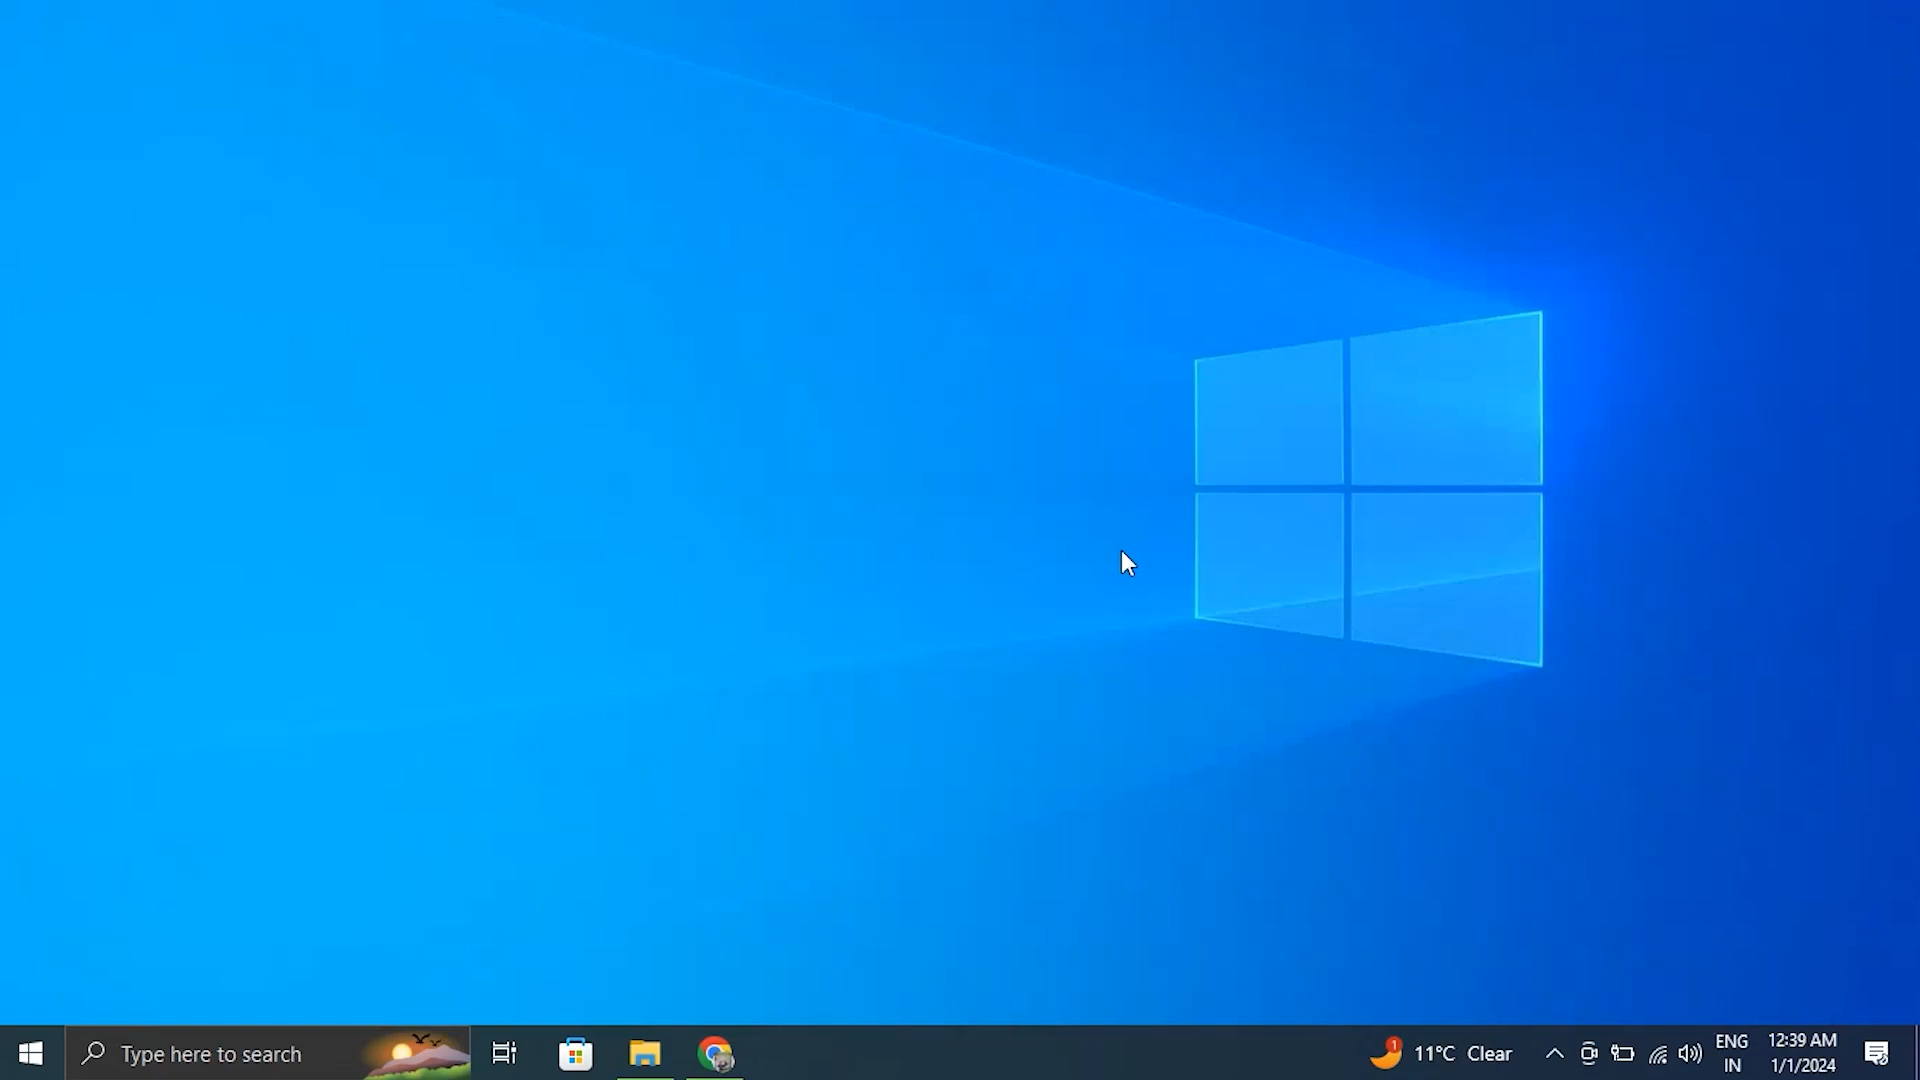 Type here to search
1
11°C Clear
ENG
IN
12:39 AM
1/1/2024